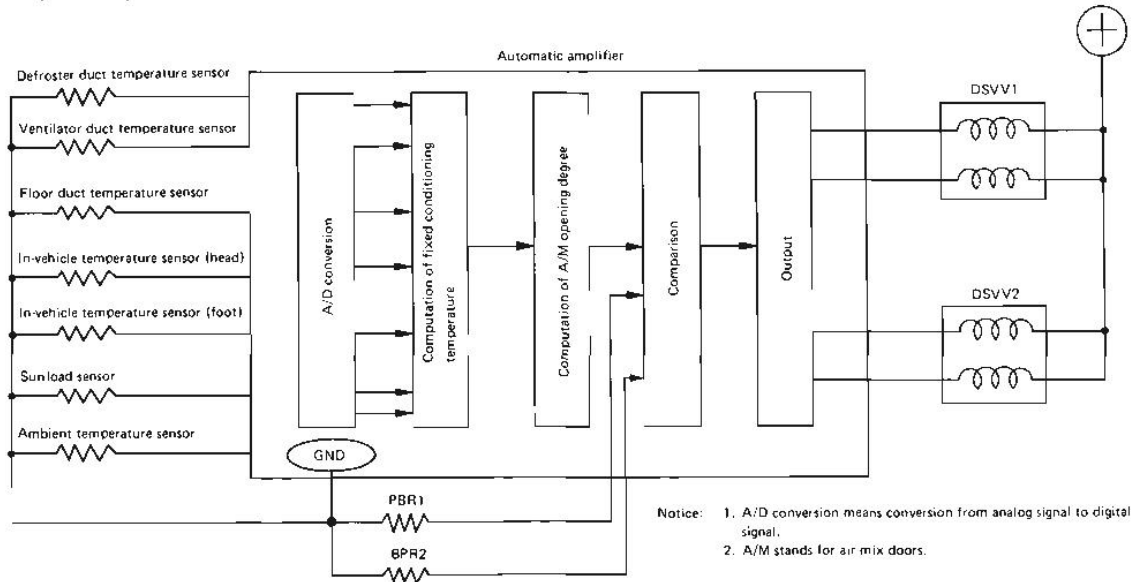 Automatic amplifier
Defroster duct temperature sensor
Ventilator duct temperature sensor
Floor duct temperature sensor
In-vehicle temperature sensor (head)
In-vehicle temperature sensor (foot)
Sunload sensor
Ambient temperature sensor
A/D conversion
Computation of fixed conditioning
temperature
Computation of A/M opening degree
Comparison
Output
DSVV1
DSVV2
GND
PBR1
BPR2
Notice: 1. A/D conversion means conversion from analog signal to digital
signal.
2. A/M stands for air mix doors.